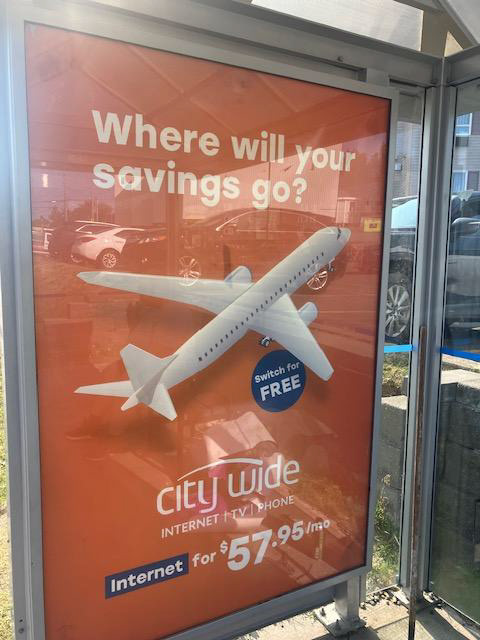 Where will your
savings go?
Switch for
FREE
city wide
INTERNET | TV | PHONE
Internet for $57.95/mo